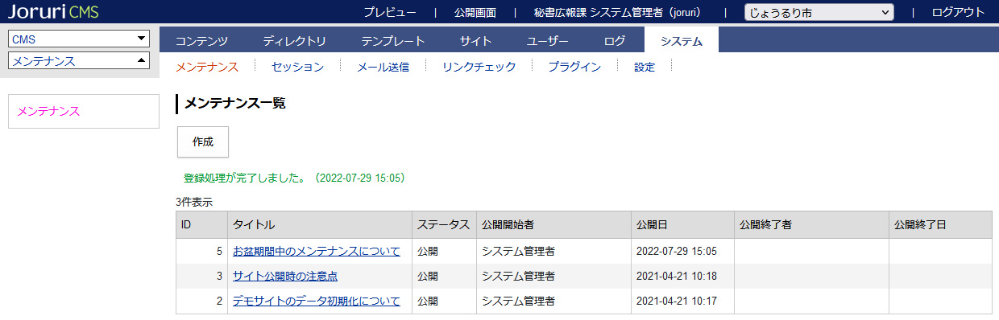 Joruri CMS
プレビュー | 公開画面 | 秘書広報課 システム管理者（joruri） | じょうるり市 | ログアウト
CMS
メンテナンス
コンテンツ ディレクトリ テンプレート サイト ユーザー ログ システム
メンテナンス セッション メール送信 リンクチェック プラグイン 設定
メンテナンス
メンテナンス一覧
作成
登録処理が完了しました。（2022-07-29 15:05）
3件表示
ID タイトル ステータス 公開開始者 公開日 公開終了者 公開終了日
5 お盆期間中のメンテナンスについて 公開 システム管理者 2022-07-29 15:05
3 サイト公開時の注意点 公開 システム管理者 2021-04-21 10:18
2 デモサイトのデータ初期化について 公開 システム管理者 2021-04-21 10:17